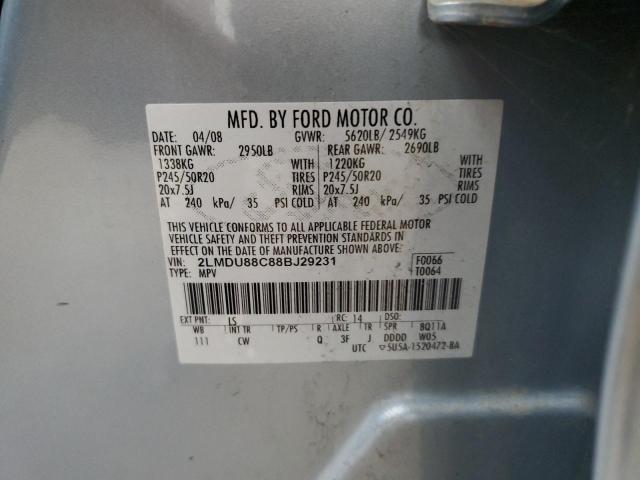 MFD. BY FORD MOTOR CO.
DATE: 04/08 GVWR: 5620LB/ 2549KG
FRONT GAWR: 2950LB REAR GAWR: 2690LB
1338KG WITH 1220KG WITH
P245/50R20 TIRES P245/50R20 TIRES
20x7.5J RIMS 20x7.5J RIMS
AT 240 kPa/ 35 PSI COLD AT 240 kPa/ 35 PSI COLD
THIS VEHICLE CONFORMS TO ALL APPLICABLE FEDERAL MOTOR
VEHICLE SAFETY AND THEFT PREVENTION STANDARDS IN
EFFECT ON THE DATE OF MANUFACTURE SHOWN ABOVE.
VIN: 2LMDU88C88BJ29231 F0066
TYPE: MPV T0064
EXT PNT: LS RC: 14 DSO:
WB INT TR TP/PS R AXLE TR SPR 8Q11A
111 CW Q 3F J DDDD W05
UTC ▽5U5A-1520472-BA